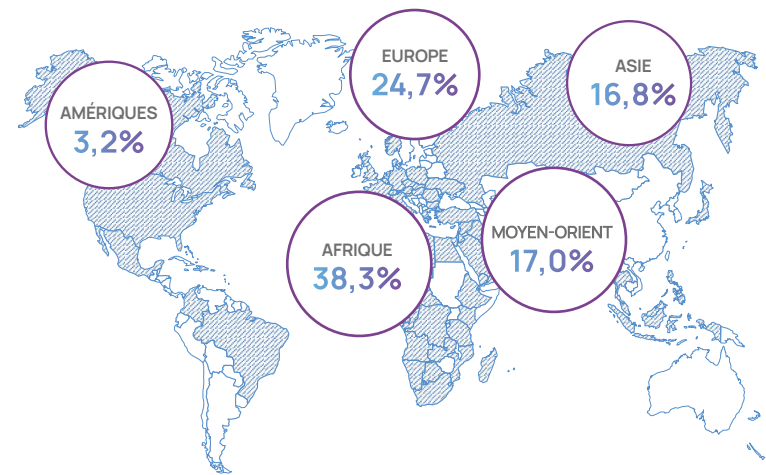 EUROPE
24,7%
ASIE
16,8%
AMÉRIQUES
3,2%
AFRIQUE
38,3%
MOYEN-ORIENT
17,0%